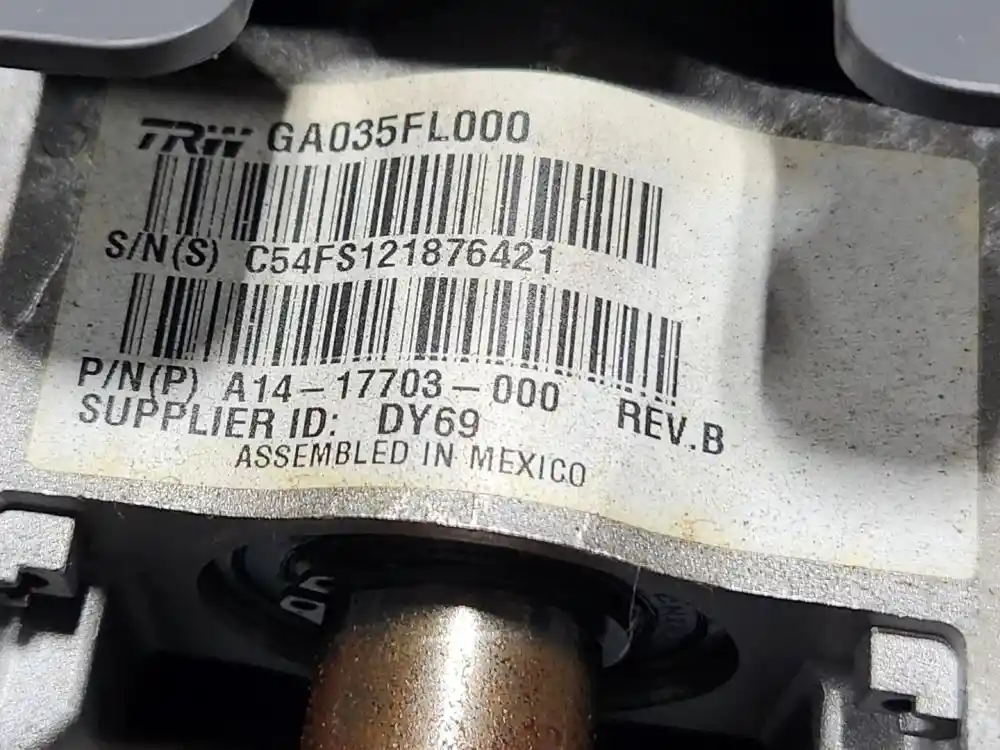 TRW GA035FL000
S/N(S) C54FS121876421
P/N(P) A14-17703-000 REV.B
SUPPLIER ID: DY69
ASSEMBLED IN MEXICO